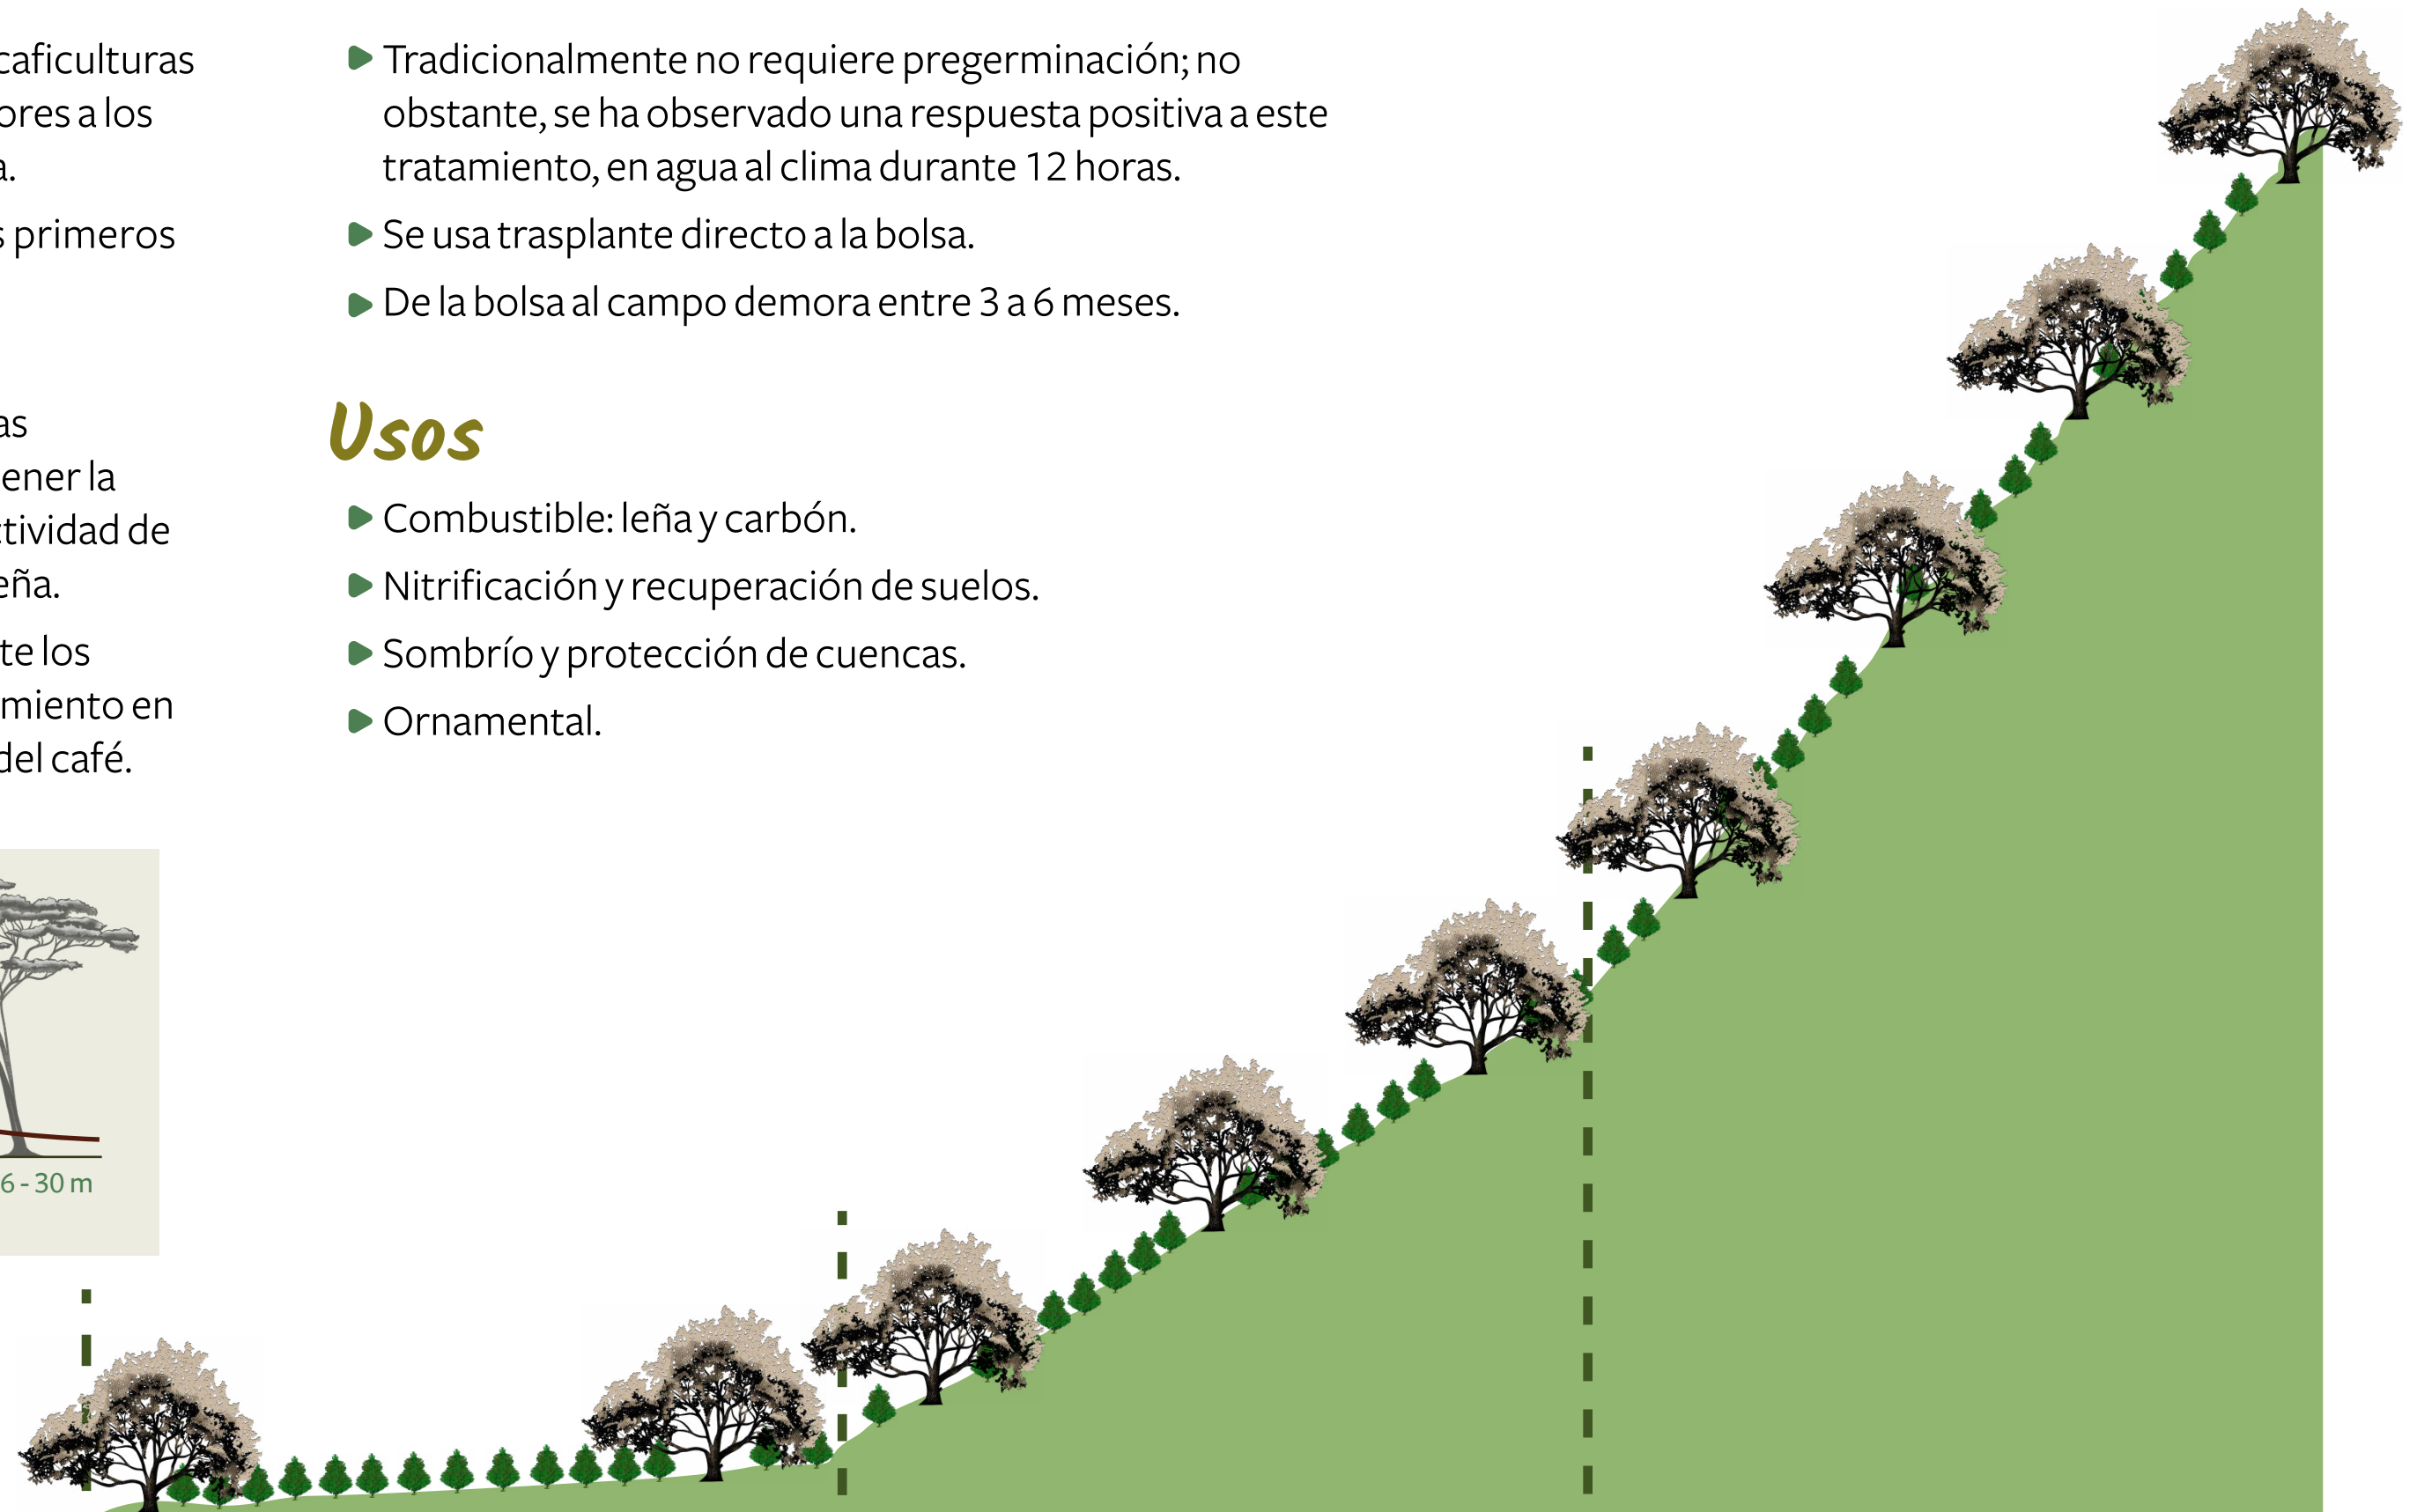 caficulturas
ores a los
a.
s primeros
as
ener la
ctividad de
eña.
te los
miento en
del café.
6 - 30 m
Tradicionalmente no requiere pregerminación; no
obstante, se ha observado una respuesta positiva a este
tratamiento, en agua al clima durante 12 horas.
Se usa trasplante directo a la bolsa.
De la bolsa al campo demora entre 3 a 6 meses.
Usos
Combustible: leña y carbón.
Nitrificación y recuperación de suelos.
Sombrío y protección de cuencas.
Ornamental.